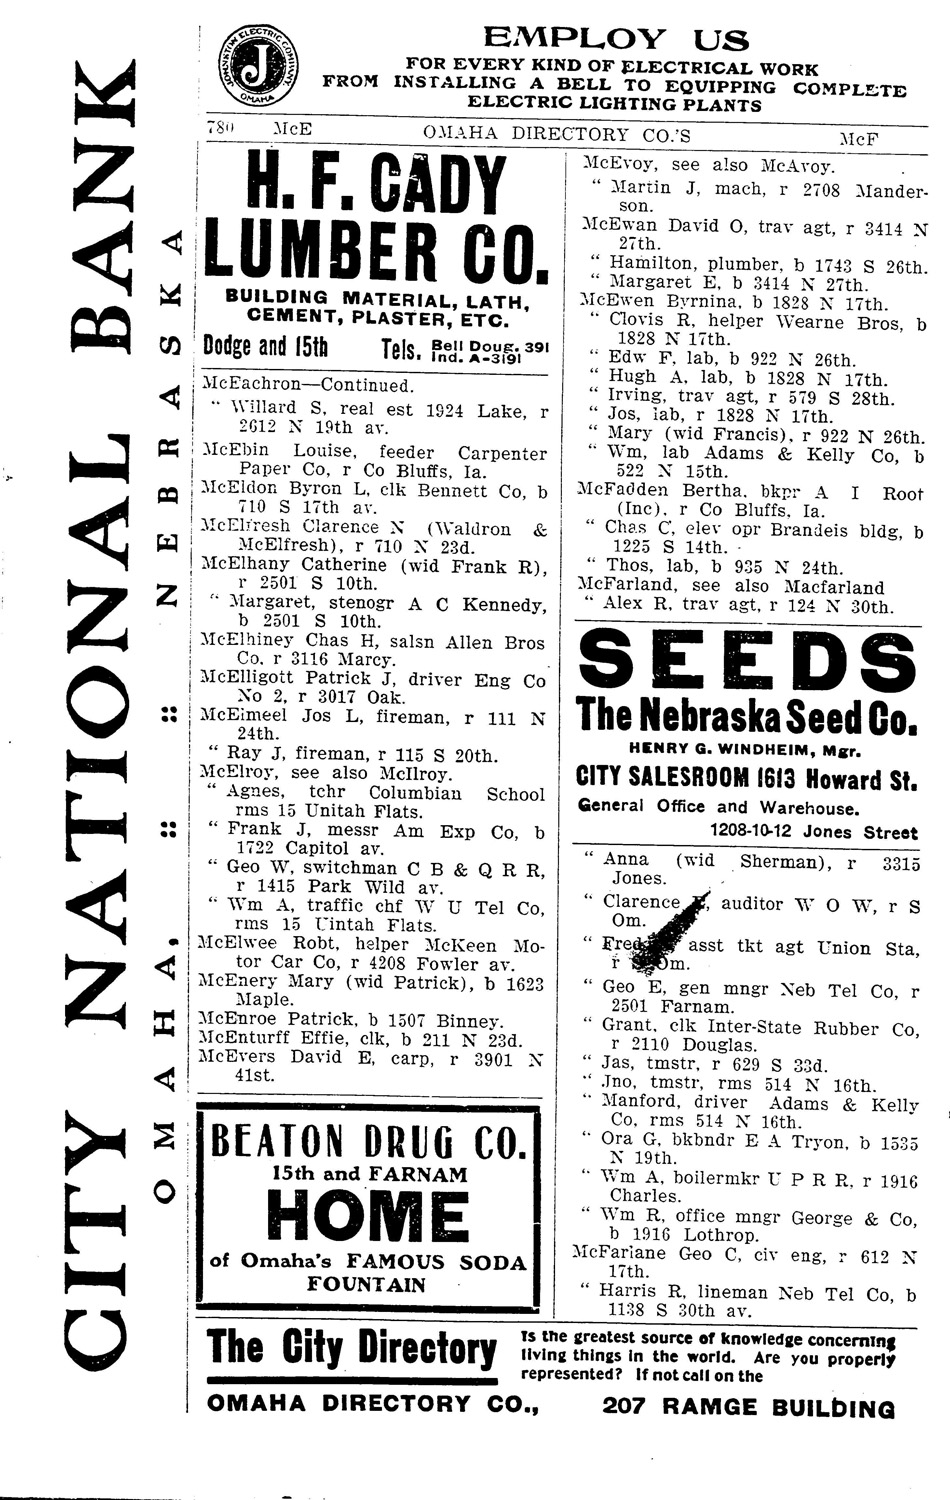 CITY NATIONAL BANK
OMAHA, :: :: NEBRASKA
JOHNSTON ELECTRIC COMPANY
J
OMAHA
EMPLOY US
FOR EVERY KIND OF ELECTRICAL WORK
FROM INSTALLING A BELL TO EQUIPPING COMPLETE
ELECTRIC LIGHTING PLANTS
780 McE OMAHA DIRECTORY CO.'S McF
H. F. CADY
LUMBER CO.
BUILDING MATERIAL, LATH,
CEMENT, PLASTER, ETC.
Dodge and 15th Tels. Bell Doug. 391
Ind. A-3191
McEachron—Continued.
" Willard S, real est 1924 Lake, r
2612 N 19th av.
McEbin Louise, feeder Carpenter
Paper Co, r Co Bluffs, Ia.
McEldon Byron L, clk Bennett Co, b
710 S 17th av.
McElfresh Clarence N (Waldron &
McElfresh), r 710 N 23d.
McElhany Catherine (wid Frank R),
r 2501 S 10th.
" Margaret, stenogr A C Kennedy,
b 2501 S 10th.
McElhiney Chas H, salsn Allen Bros
Co, r 3116 Marcy.
McElligott Patrick J, driver Eng Co
No 2, r 3017 Oak.
McElmeel Jos L, fireman, r 111 N
24th.
" Ray J, fireman, r 115 S 20th.
McElroy, see also McIlroy.
" Agnes, tchr Columbian School
rms 15 Unitah Flats.
" Frank J, messr Am Exp Co, b
1722 Capitol av.
" Geo W, switchman C B & Q R R,
r 1415 Park Wild av.
" Wm A, traffic chf W U Tel Co,
rms 15 Uintah Flats.
McElwee Robt, helper McKeen Mo-
tor Car Co, r 4208 Fowler av.
McEnery Mary (wid Patrick), b 1623
Maple.
McEnroe Patrick, b 1507 Binney.
McEnturff Effie, clk, b 211 N 23d.
McEvers David E, carp, r 3901 N
41st.
BEATON DRUG CO.
15th and FARNAM
HOME
of Omaha's FAMOUS SODA
FOUNTAIN
McEvoy, see also McAvoy.
" Martin J, mach, r 2708 Mander-
son.
McEwan David O, trav agt, r 3414 N
27th.
" Hamilton, plumber, b 1743 S 26th.
" Margaret E, b 3414 N 27th.
McEwen Byrnina, b 1828 N 17th.
" Clovis R, helper Wearne Bros, b
1828 N 17th.
" Edw F, lab, b 922 N 26th.
" Hugh A, lab, b 1828 N 17th.
" Irving, trav agt, r 579 S 28th.
" Jos, lab, r 1828 N 17th.
" Mary (wid Francis), r 922 N 26th.
" Wm, lab Adams & Kelly Co, b
522 N 15th.
McFadden Bertha, bkpr A I Root
(Inc), r Co Bluffs, Ia.
" Chas C, elev opr Brandeis bldg, b
1225 S 14th.
" Thos, lab, b 935 N 24th.
McFarland, see also Macfarland
" Alex R, trav agt, r 124 N 30th.
SEEDS
The Nebraska Seed Co.
HENRY G. WINDHEIM, Mgr.
CITY SALESROOM 1613 Howard St.
General Office and Warehouse.
1208-10-12 Jones Street
" Anna (wid Sherman), r 3315
Jones.
" Clarence auditor W O W, r S
Om.
" Fred asst tkt agt Union Sta,
r Om.
" Geo E, gen mngr Neb Tel Co, r
2501 Farnam.
" Grant, clk Inter-State Rubber Co,
r 2110 Douglas.
" Jas, tmstr, r 629 S 33d.
" Jno, tmstr, rms 514 N 16th.
" Manford, driver Adams & Kelly
Co, rms 514 N 16th.
" Ora G, bkbndr E A Tryon, b 1535
N 19th.
" Wm A, boilermkr U P R R, r 1916
Charles.
" Wm R, office mngr George & Co,
b 1916 Lothrop.
McFarlane Geo C, civ eng, r 612 N
17th.
" Harris R, lineman Neb Tel Co, b
1138 S 30th av.
The City Directory
Is the greatest source of knowledge concerning
living things in the world. Are you properly
represented? If not call on the
OMAHA DIRECTORY CO., 207 RAMGE BUILDING